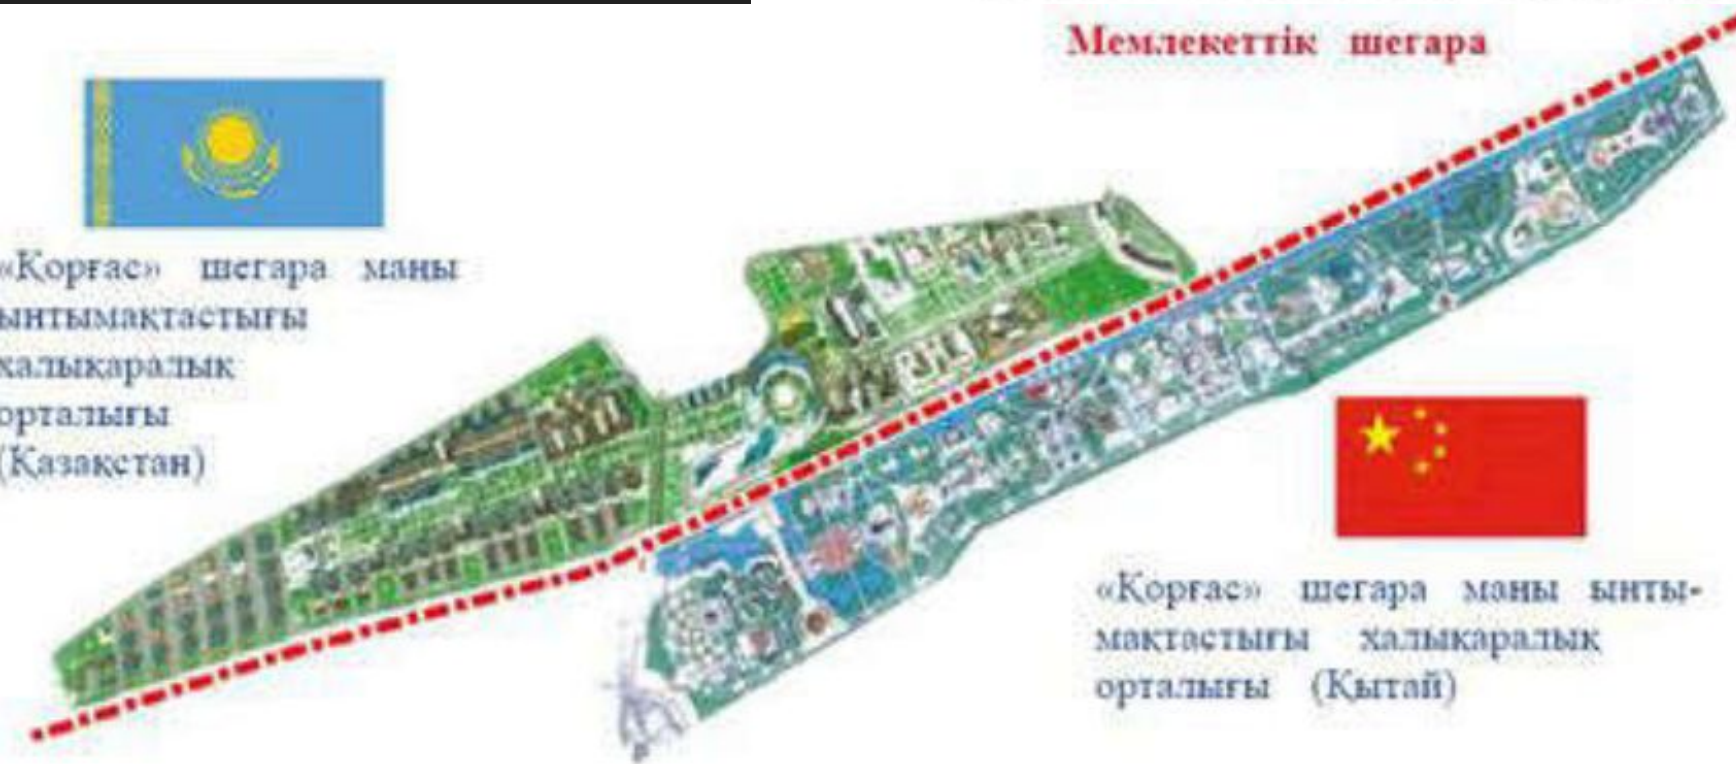 Мемлекеттік шегара
«Қорғас» шегара маңы
ынтымақтастығы
халықаралық
орталығы
(Қазақстан)
«Қорғас» шегара маңы ынты-
мақтастығы халықаралық
орталығы (Қытай)